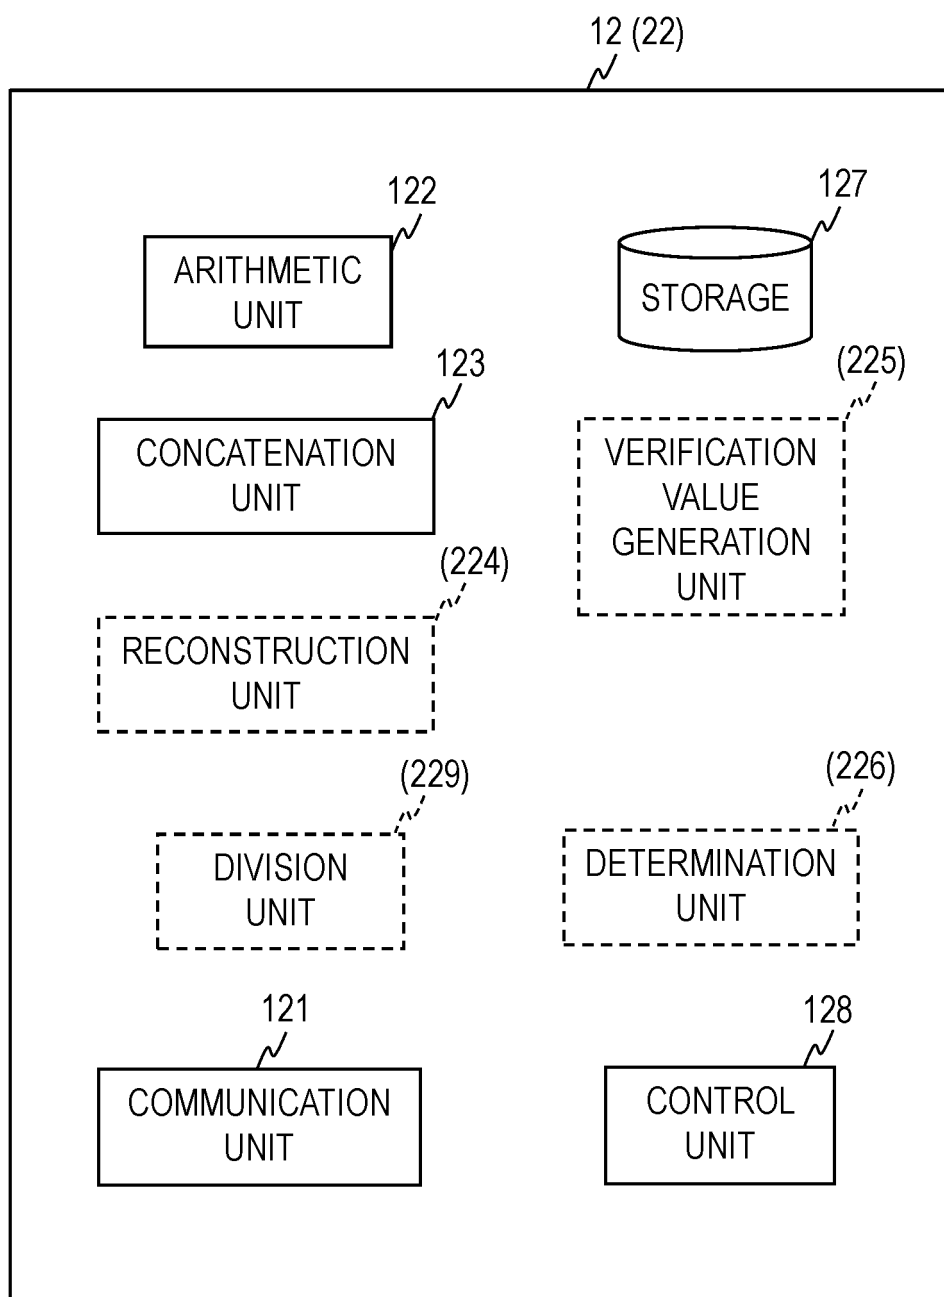 12 (22)
122
ARITHMETIC
UNIT
127
STORAGE
123
CONCATENATION
UNIT
(225)
VERIFICATION
VALUE
GENERATION
UNIT
(224)
RECONSTRUCTION
UNIT
(229)
DIVISION
UNIT
(226)
DETERMINATION
UNIT
121
COMMUNICATION
UNIT
128
CONTROL
UNIT